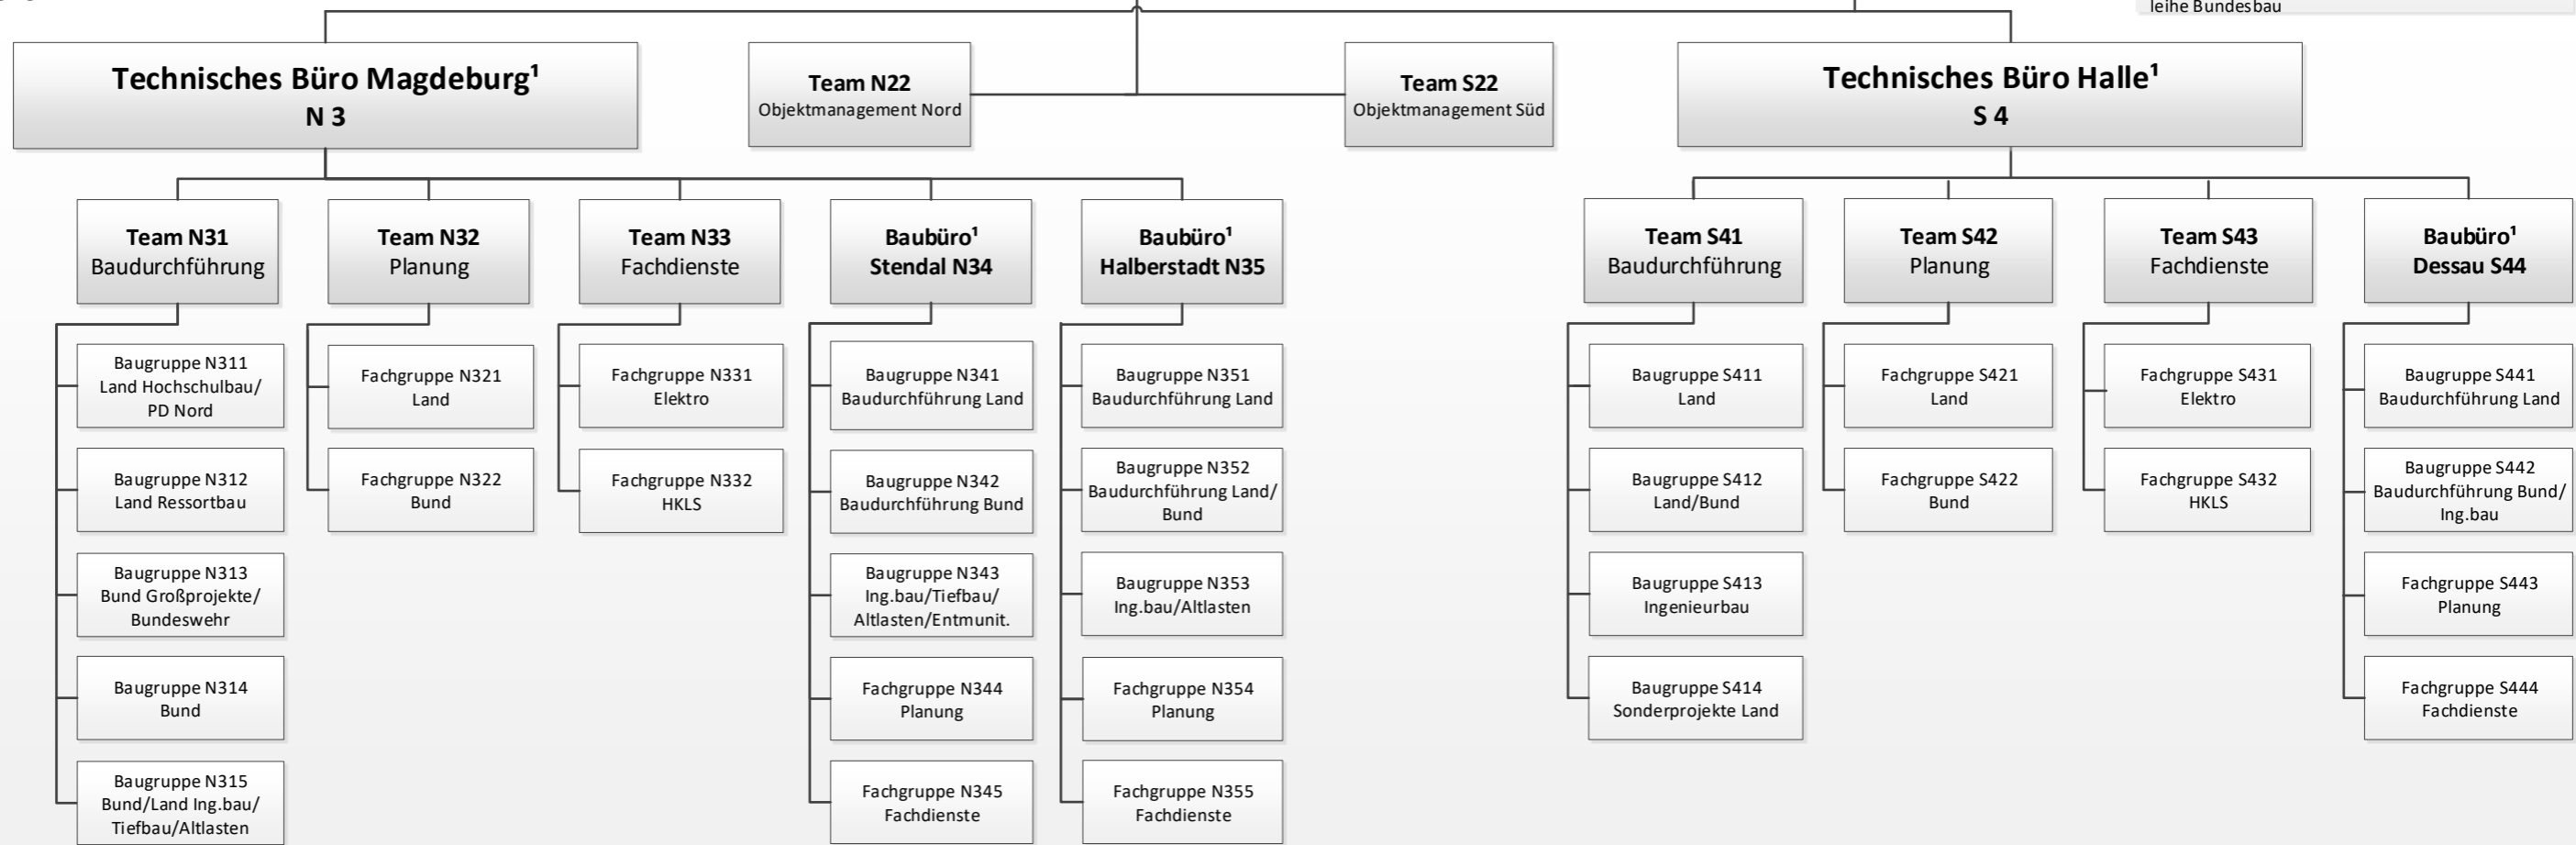 leihe Bundesbau
Technisches Büro Magdeburg¹
N 3
Team N22
Objektmanagement Nord
Team S22
Objektmanagement Süd
Technisches Büro Halle¹
S 4
Team N31
Baudurchführung
Team N32
Planung
Team N33
Fachdienste
Baubüro¹
Stendal N34
Baubüro¹
Halberstadt N35
Team S41
Baudurchführung
Team S42
Planung
Team S43
Fachdienste
Baubüro¹
Dessau S44
Baugruppe N311
Land Hochschulbau/
PD Nord
Baugruppe N312
Land Ressortbau
Baugruppe N313
Bund Großprojekte/
Bundeswehr
Baugruppe N314
Bund
Baugruppe N315
Bund/Land Ing.bau/
Tiefbau/Altlasten
Fachgruppe N321
Land
Fachgruppe N322
Bund
Fachgruppe N331
Elektro
Fachgruppe N332
HKLS
Baugruppe N341
Baudurchführung Land
Baugruppe N342
Baudurchführung Bund
Baugruppe N343
Ing.bau/Tiefbau/
Altlasten/Entmunit.
Fachgruppe N344
Planung
Fachgruppe N345
Fachdienste
Baugruppe N351
Baudurchführung Land
Baugruppe N352
Baudurchführung Land/
Bund
Baugruppe N353
Ing.bau/Altlasten
Fachgruppe N354
Planung
Fachgruppe N355
Fachdienste
Baugruppe S411
Land
Baugruppe S412
Land/Bund
Baugruppe S413
Ingenieurbau
Baugruppe S414
Sonderprojekte Land
Fachgruppe S421
Land
Fachgruppe S422
Bund
Fachgruppe S431
Elektro
Fachgruppe S432
HKLS
Baugruppe S441
Baudurchführung Land
Baugruppe S442
Baudurchführung Bund/
Ing.bau
Fachgruppe S443
Planung
Fachgruppe S444
Fachdienste